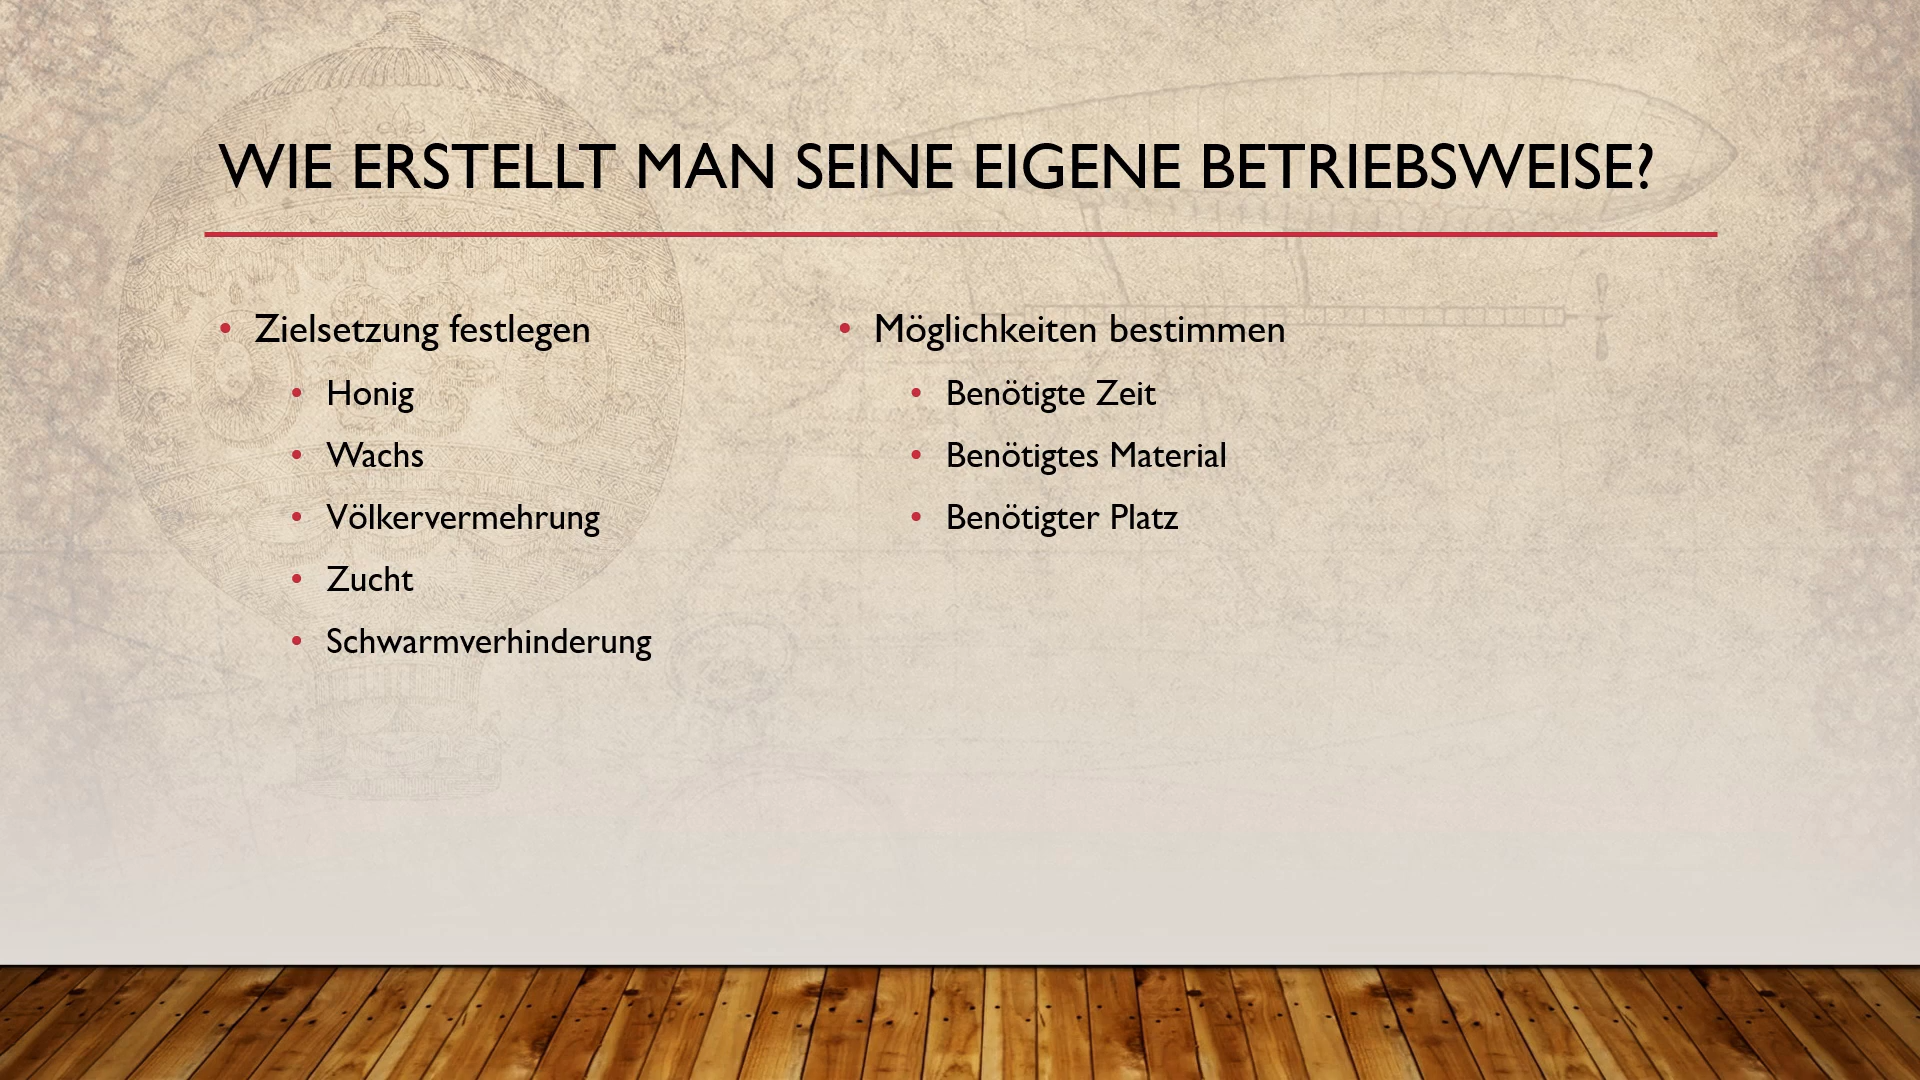 WIE ERSTELLT MAN SEINE EIGENE BETRIEBSWEISE?
• Zielsetzung festlegen
• Honig
• Wachs
• Völkervermehrung
• Zucht
• Schwarmverhinderung
• Möglichkeiten bestimmen
• Benötigte Zeit
• Benötigtes Material
• Benötigter Platz